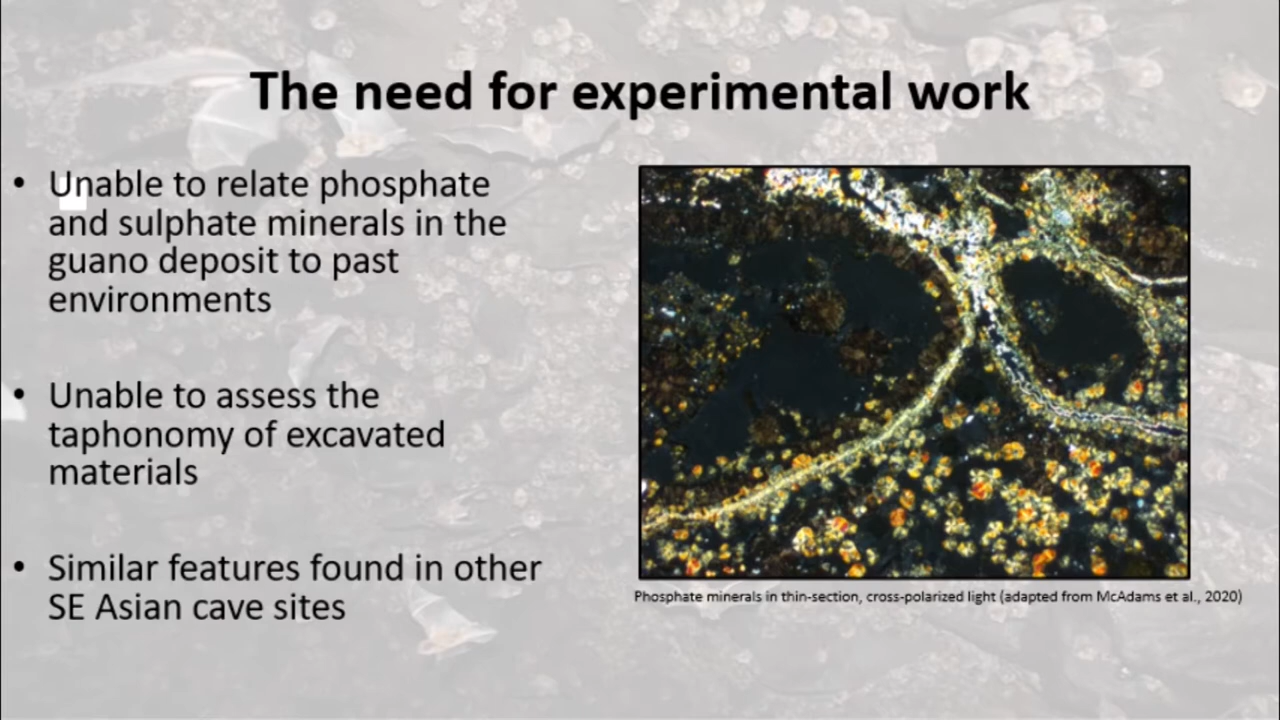 The need for experimental work
• Unable to relate phosphate
and sulphate minerals in the
guano deposit to past
environments
• Unable to assess the
taphonomy of excavated
materials
• Similar features found in other
SE Asian cave sites
Phosphate minerals in thin-section, cross-polarized light (adapted from McAdams et al., 2020)